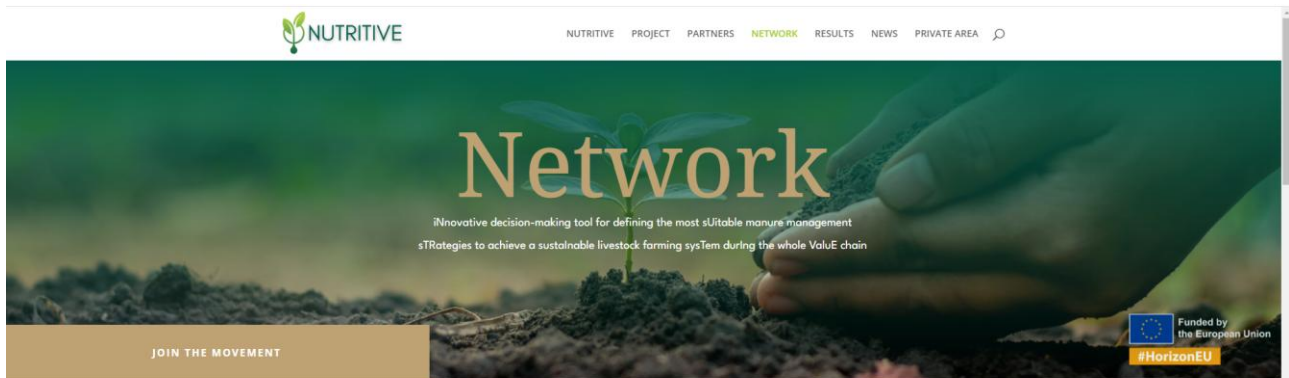 NUTRITIVE
NUTRITIVE PROJECT PARTNERS NETWORK RESULTS NEWS PRIVATE AREA
Network
iNnovative decision-making tool for defining the most sUitable manure management
sTRategies to achieve a sustaInable livestock farming sysTem durIng the whole ValuE chain
JOIN THE MOVEMENT
Funded by
the European Union
#HorizonEU